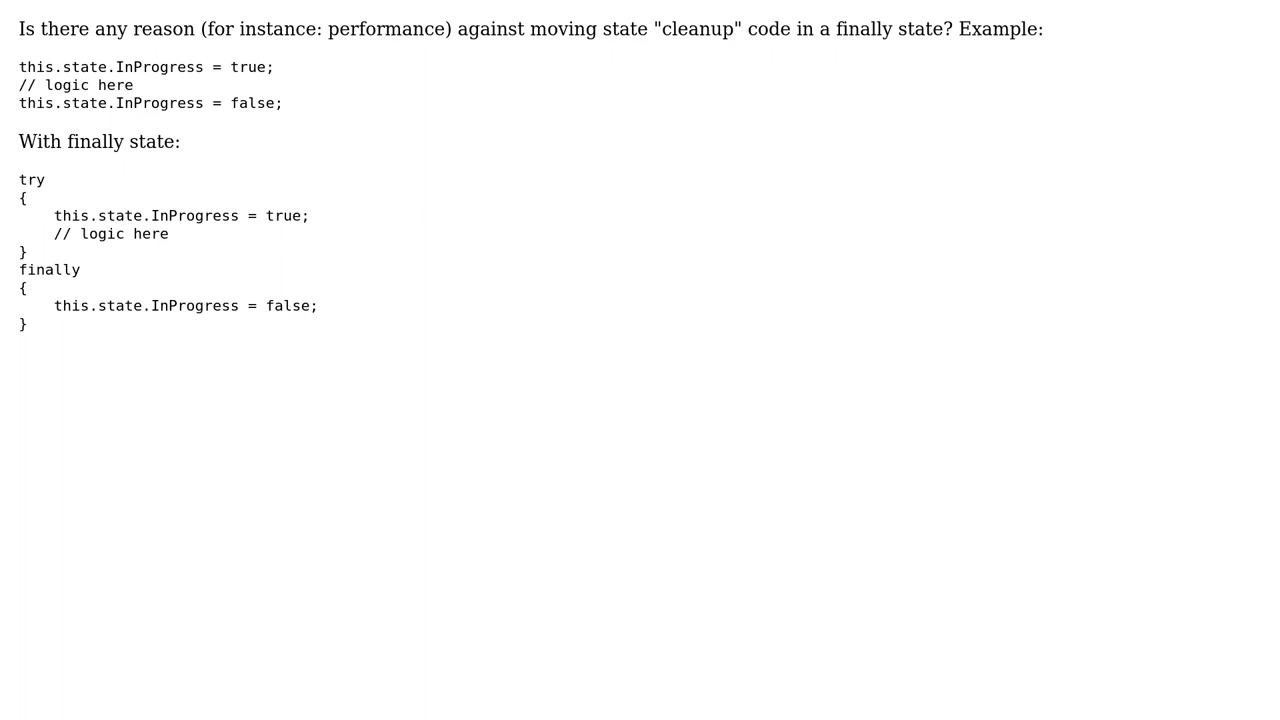 Is there any reason (for instance: performance) against moving state "cleanup" code in a finally state? Example:
this.state.InProgress = true;
// logic here
this.state.InProgress = false;
With finally state:
try
{
    this.state.InProgress = true;
    // logic here
}
finally
{
    this.state.InProgress = false;
}